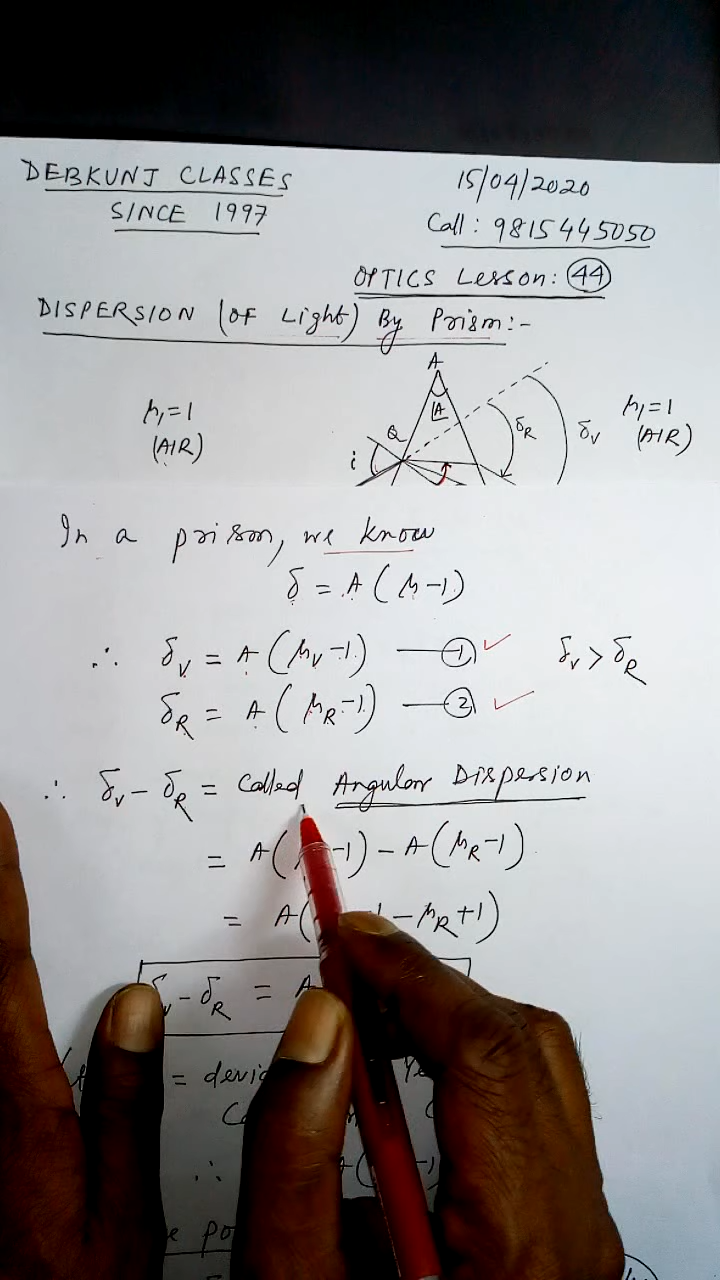 DEBKUNJ CLASSES
SINCE 1997
15/04/2020
Call: 9815445050
OPTICS Lesson: 44
DISPERSION (OF Light) By Prism:-
μ₁=1
(AIR)
A
A
Q
i
δR
δV
μ₁=1
(AIR)
In a prism, we know
δ = A(μ-1)
∴ δV = A(μV-1) — 1 ✓ δV > δR
δR = A(μR-1) — 2 ✓
∴ δV - δR = Called Angular Dispersion
= A( -1) - A(μR-1)
= A( - μR+1)
- δR = A
=
∴